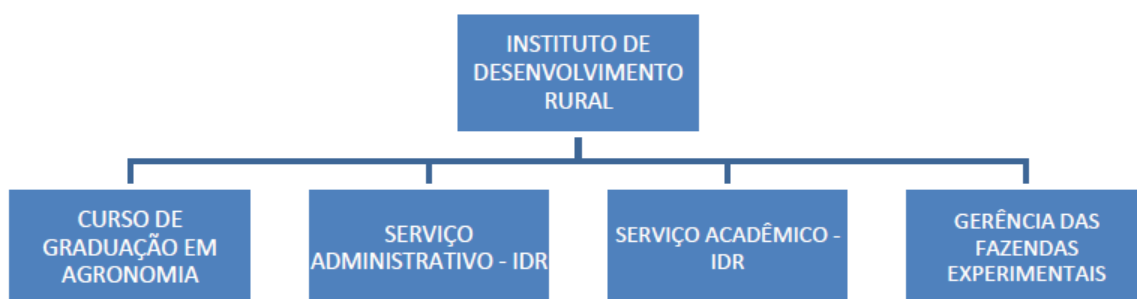 INSTITUTO DE
DESENVOLVIMENTO
RURAL
CURSO DE
GRADUAÇÃO EM
AGRONOMIA
SERVIÇO
ADMINISTRATIVO - IDR
SERVIÇO ACADÊMICO -
IDR
GERÊNCIA DAS
FAZENDAS
EXPERIMENTAIS